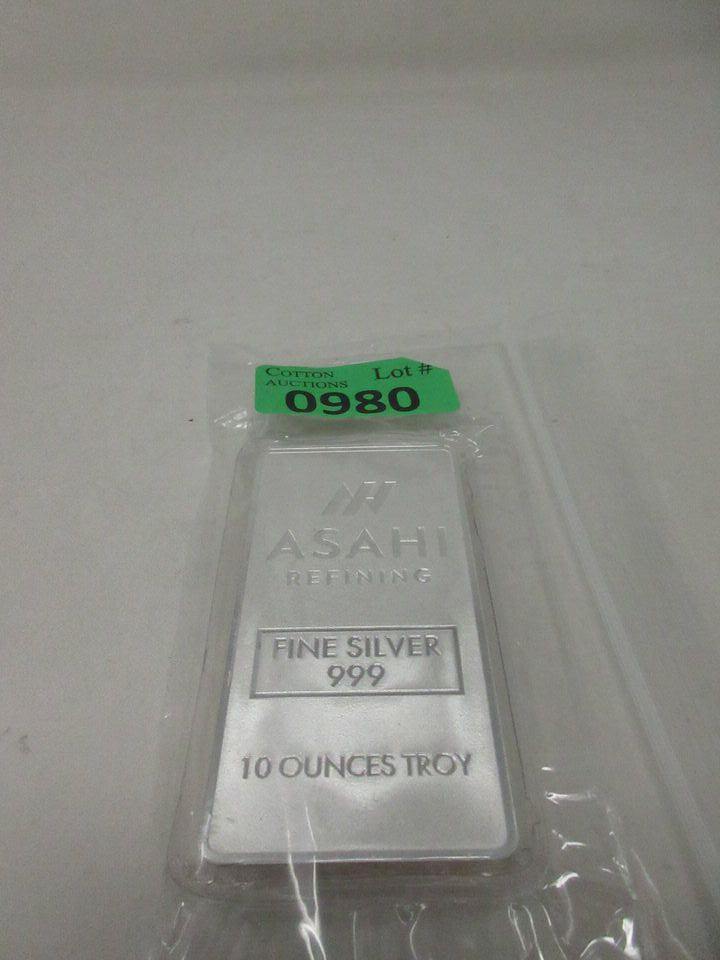 COTTON AUCTIONS
Lot #
0980
ASAHI
REFINING
FINE SILVER
999
10 OUNCES TROY